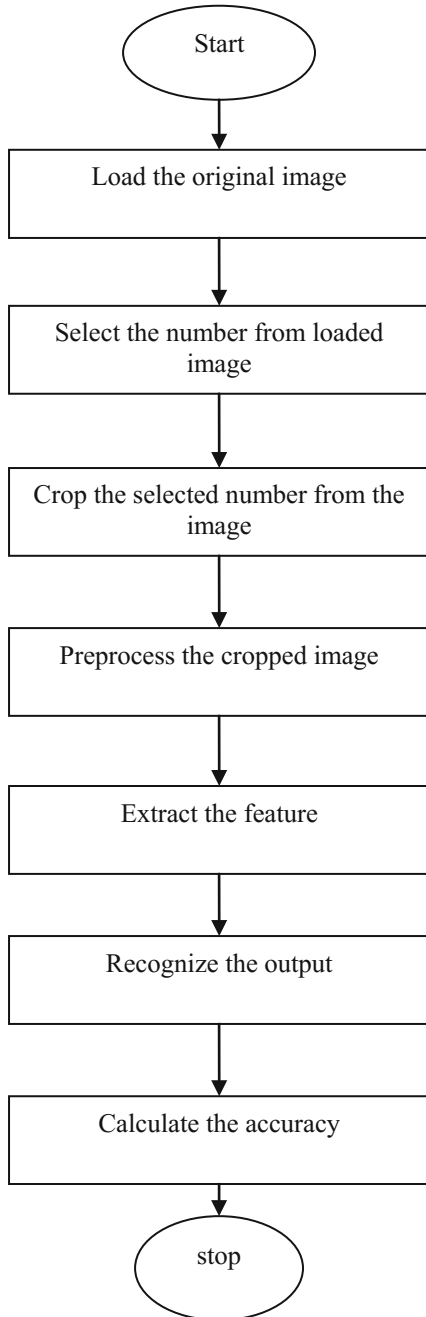 Start
Load the original image
Select the number from loaded
image
Crop the selected number from the
image
Preprocess the cropped image
Extract the feature
Recognize the output
Calculate the accuracy
stop